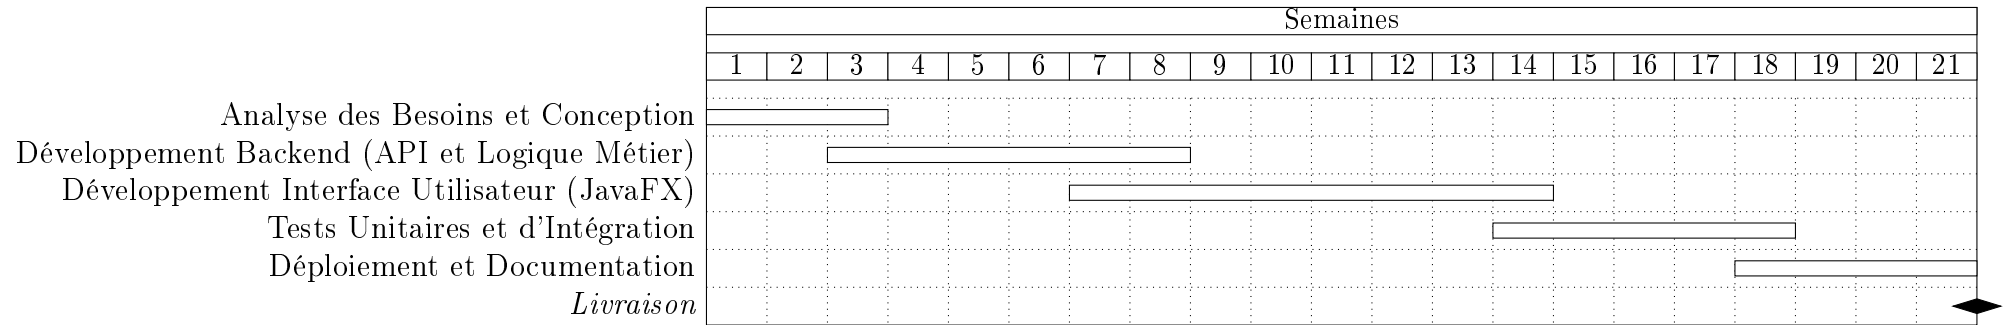 Semaines
1 2 3 4 5 6 7 8 9 10 11 12 13 14 15 16 17 18 19 20 21
Analyse des Besoins et Conception
Développement Backend (API et Logique Métier)
Développement Interface Utilisateur (JavaFX)
Tests Unitaires et d'Intégration
Déploiement et Documentation
Livraison